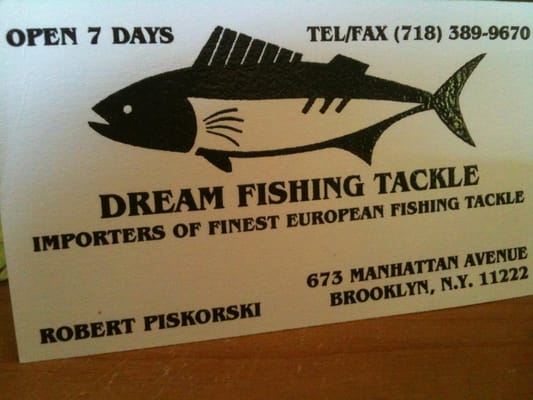 OPEN 7 DAYS
TEL/FAX (718) 389-9670
DREAM FISHING TACKLE
IMPORTERS OF FINEST EUROPEAN FISHING TACKLE
673 MANHATTAN AVENUE
BROOKLYN, N.Y. 11222
ROBERT PISKORSKI